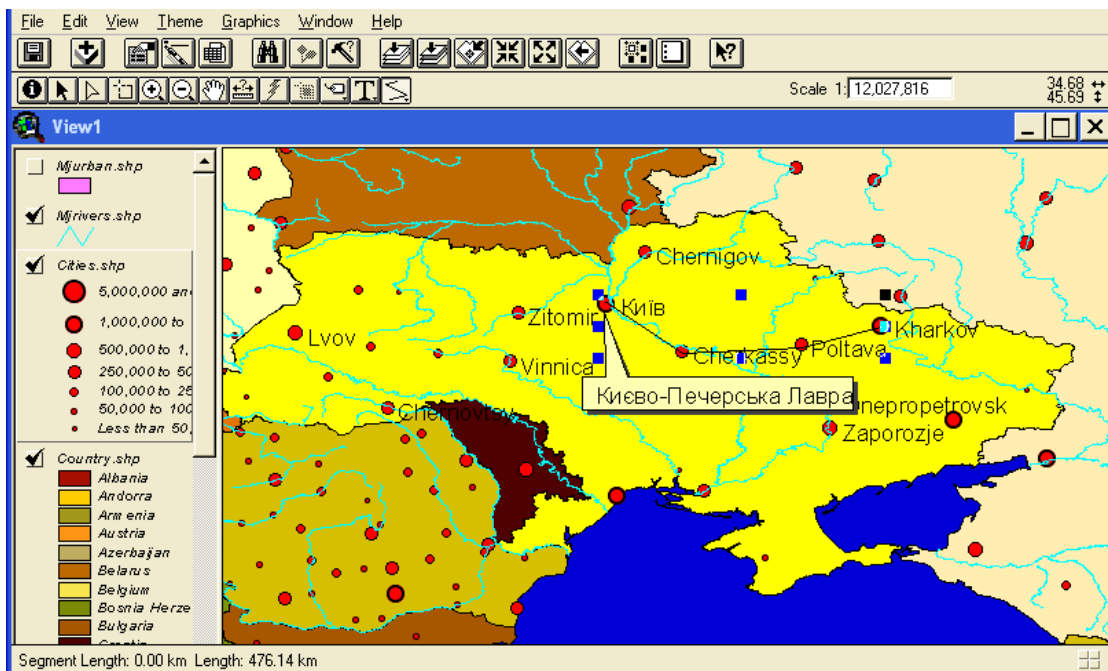 File Edit View Theme Graphics Window Help
Scale 1: 12,027,816
34.68
45.69
View1
Mjurban.shp
Mjrivers.shp
Cities.shp
5,000,000 an
1,000,000 to
500,000 to 1,
250,000 to 50
100,000 to 25
50,000 to 100
Less than 50,
Country.shp
Albania
Andorra
Armenia
Austria
Azerbaijan
Belarus
Belgium
Bosnia Herze
Bulgaria
Croatia
Chernigov
Київ
Zitomir
Lvov
Kharkov
Poltava
Cherkassy
Vinnica
Києво-Печерська Лавра
Chernovtsy
Dnepropetrovsk
Zaporozje
Segment Length: 0.00 km Length: 476.14 km